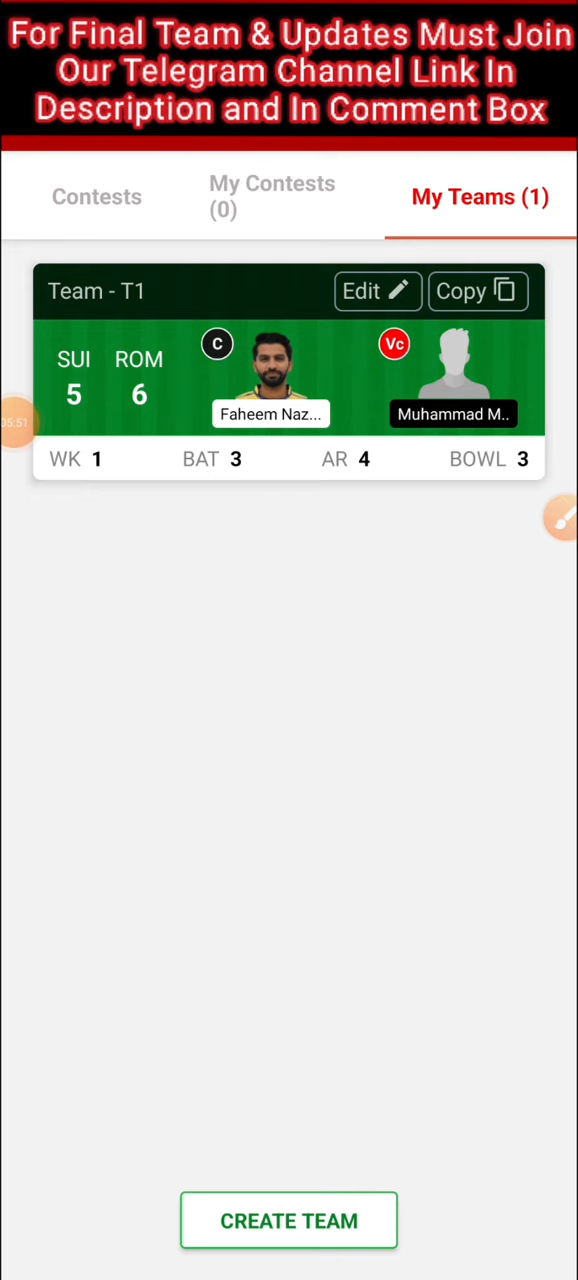 For Final Team & Updates Must Join
Our Telegram Channel Link In
Description and In Comment Box
Contests
My Contests
(0)
My Teams (1)
Team - T1
Edit
Copy
SUI
ROM
5
6
C
Vc
Faheem Naz...
Muhammad M..
05:51
WK 1
BAT 3
AR 4
BOWL 3
CREATE TEAM